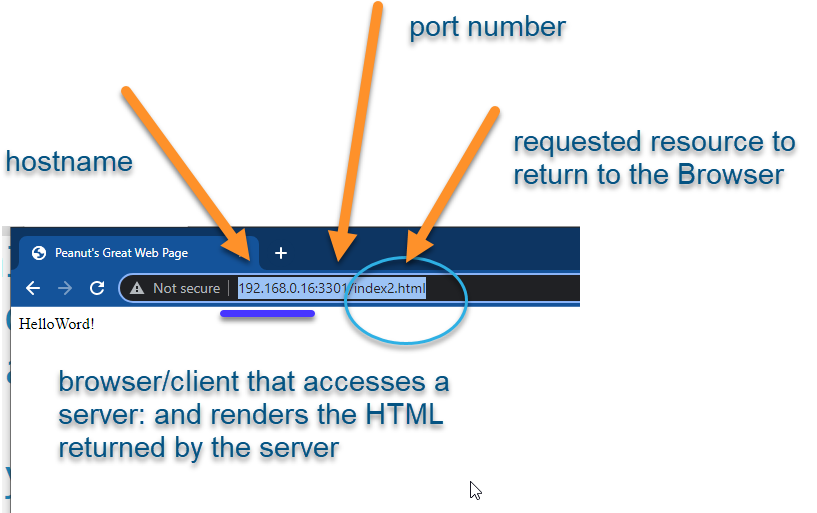 port number
requested resource to
return to the Browser
hostname
Peanut's Great Web Page
Not secure | 192.168.0.16:3301/index2.html
HelloWord!
browser/client that accesses a
server: and renders the HTML
returned by the server